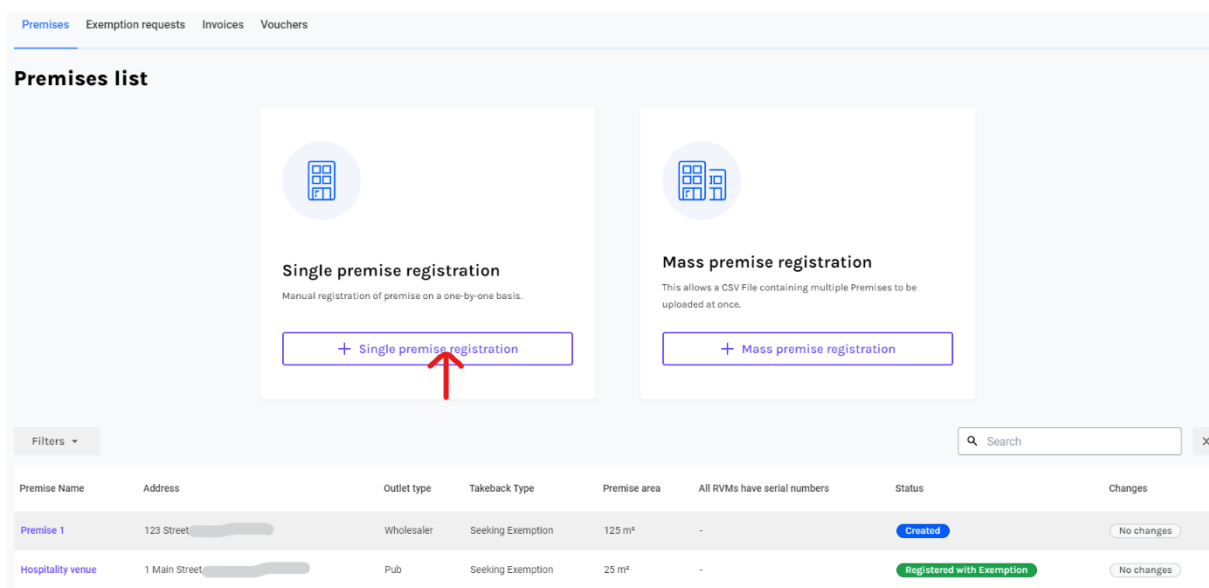 Premises Exemption requests Invoices Vouchers
Premises list
Single premise registration
Manual registration of premise on a one-by-one basis.
+ Single premise registration
Mass premise registration
This allows a CSV File containing multiple Premises to be
uploaded at once.
+ Mass premise registration
Filters
Search
Premise Name Address Outlet type Takeback Type Premise area All RVMs have serial numbers Status Changes
Premise 1 123 Street Wholesaler Seeking Exemption 125 m² - Created No changes
Hospitality venue 1 Main Street, Pub Seeking Exemption 25 m² - Registered with Exemption No changes